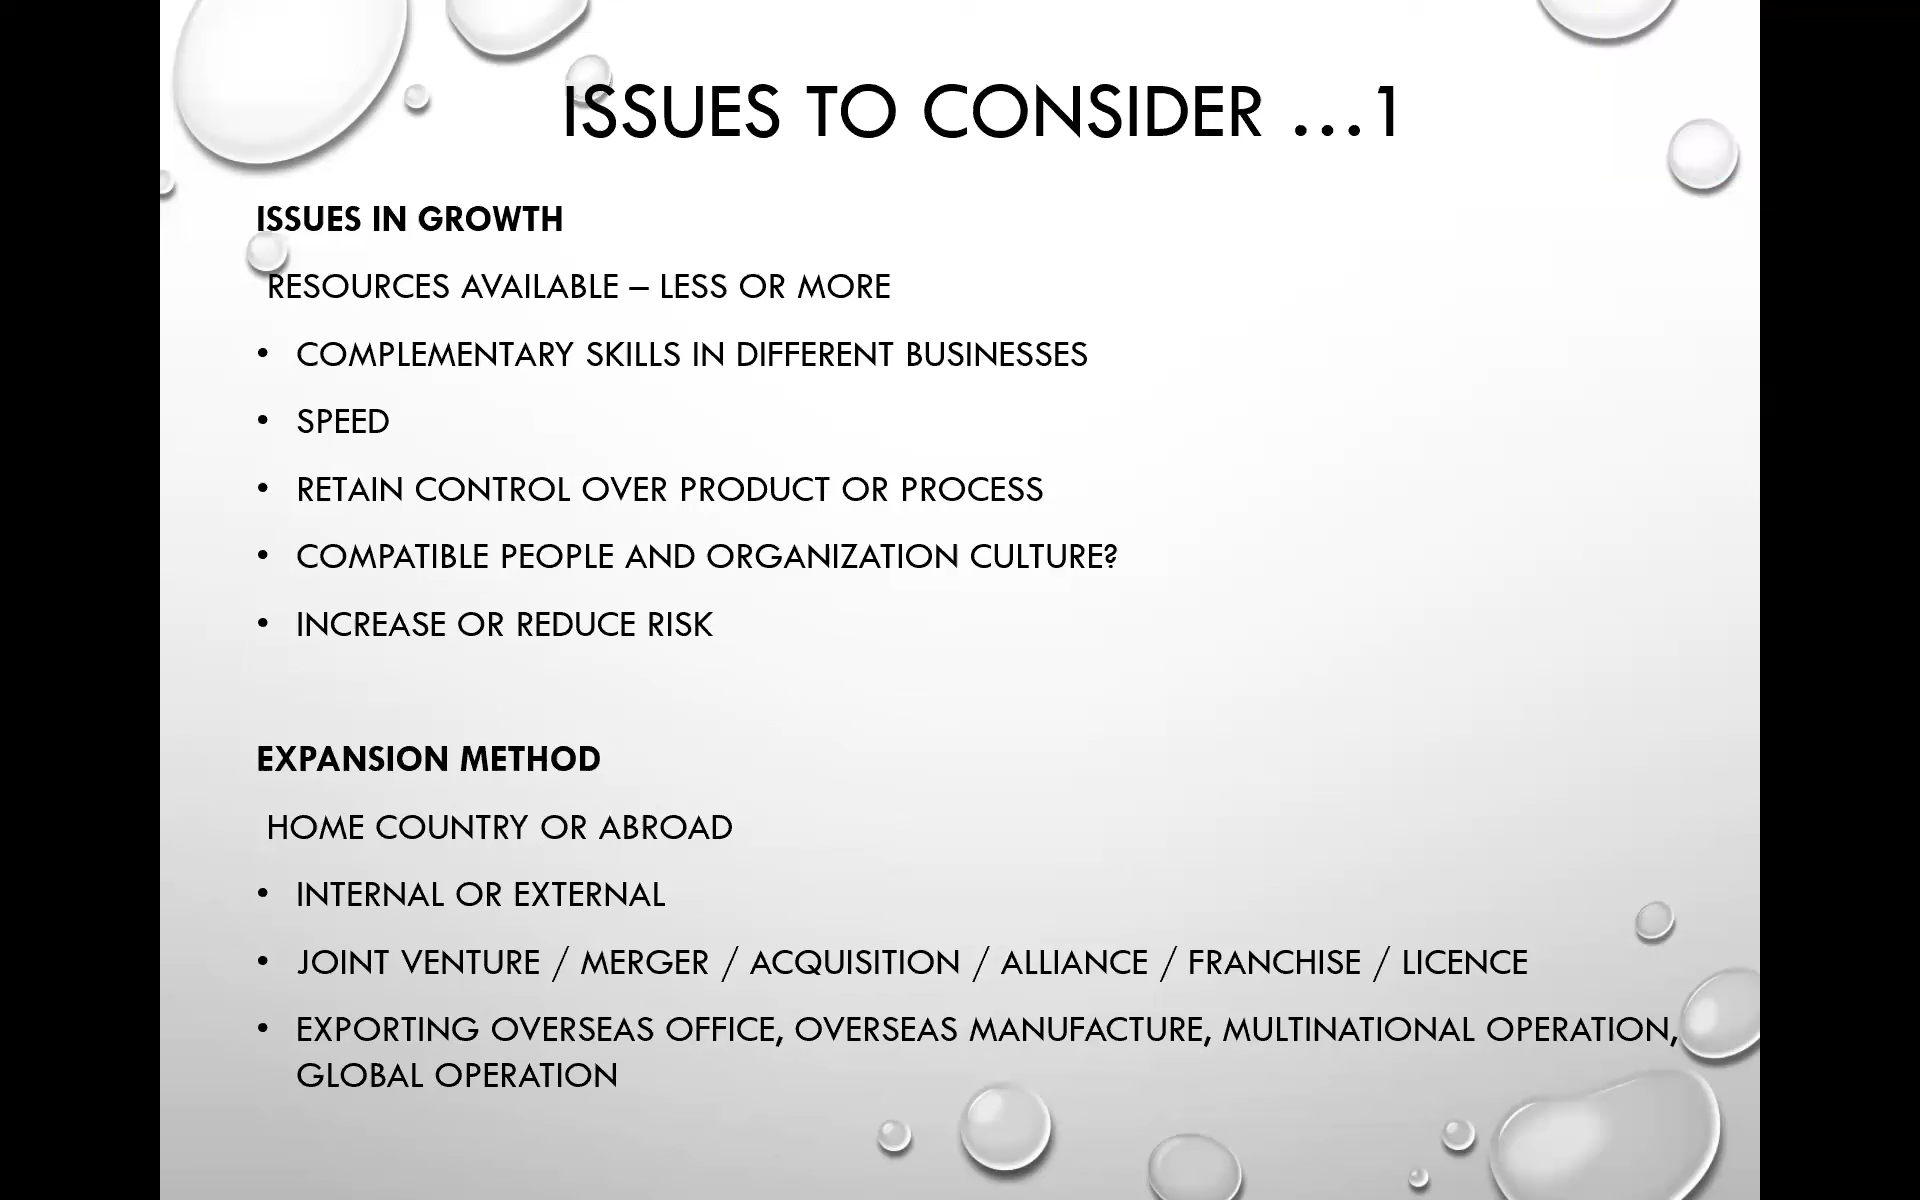 ISSUES TO CONSIDER ...1
ISSUES IN GROWTH
RESOURCES AVAILABLE – LESS OR MORE
• COMPLEMENTARY SKILLS IN DIFFERENT BUSINESSES
• SPEED
• RETAIN CONTROL OVER PRODUCT OR PROCESS
• COMPATIBLE PEOPLE AND ORGANIZATION CULTURE?
• INCREASE OR REDUCE RISK
EXPANSION METHOD
HOME COUNTRY OR ABROAD
• INTERNAL OR EXTERNAL
• JOINT VENTURE / MERGER / ACQUISITION / ALLIANCE / FRANCHISE / LICENCE
• EXPORTING OVERSEAS OFFICE, OVERSEAS MANUFACTURE, MULTINATIONAL OPERATION,
GLOBAL OPERATION